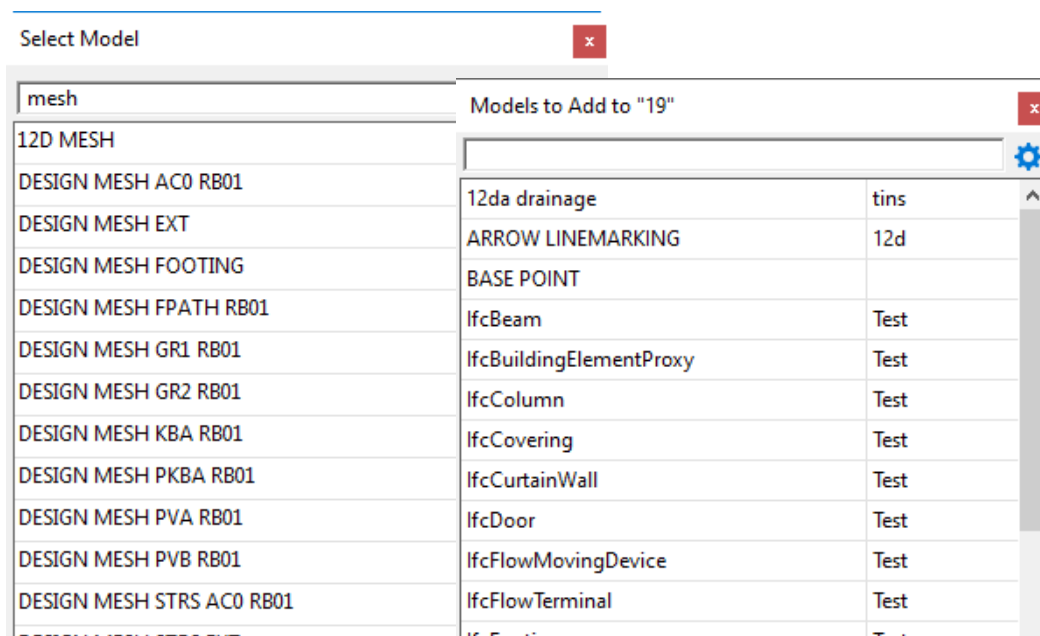 Select Model
x
mesh
12D MESH
DESIGN MESH AC0 RB01
DESIGN MESH EXT
DESIGN MESH FOOTING
DESIGN MESH FPATH RB01
DESIGN MESH GR1 RB01
DESIGN MESH GR2 RB01
DESIGN MESH KBA RB01
DESIGN MESH PKBA RB01
DESIGN MESH PVA RB01
DESIGN MESH PVB RB01
DESIGN MESH STRS AC0 RB01
Models to Add to "19"
x
12da drainage tins
ARROW LINEMARKING 12d
BASE POINT
IfcBeam Test
IfcBuildingElementProxy Test
IfcColumn Test
IfcCovering Test
IfcCurtainWall Test
IfcDoor Test
IfcFlowMovingDevice Test
IfcFlowTerminal Test